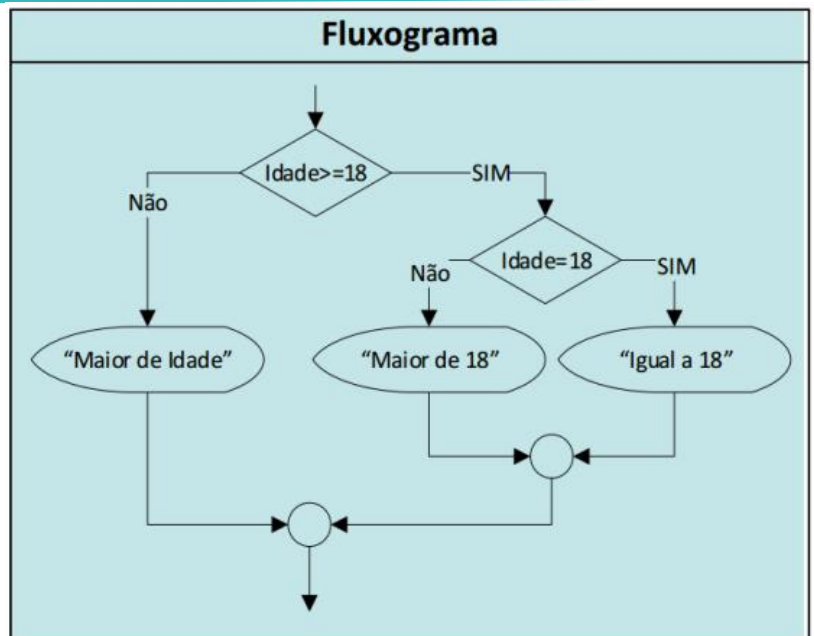 Fluxograma
Idade>=18
SIM
Não
Idade=18
Não
SIM
“Maior de Idade”
“Maior de 18”
“Igual a 18”